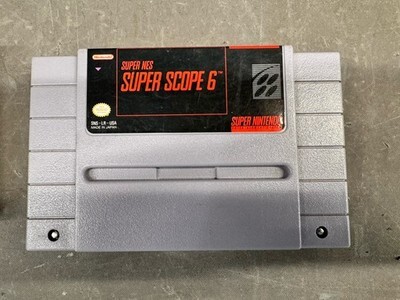 Nintendo
SUPER NES
SUPER SCOPE 6™
SNS - LR - USA
MADE IN JAPAN
SUPER NINTENDO